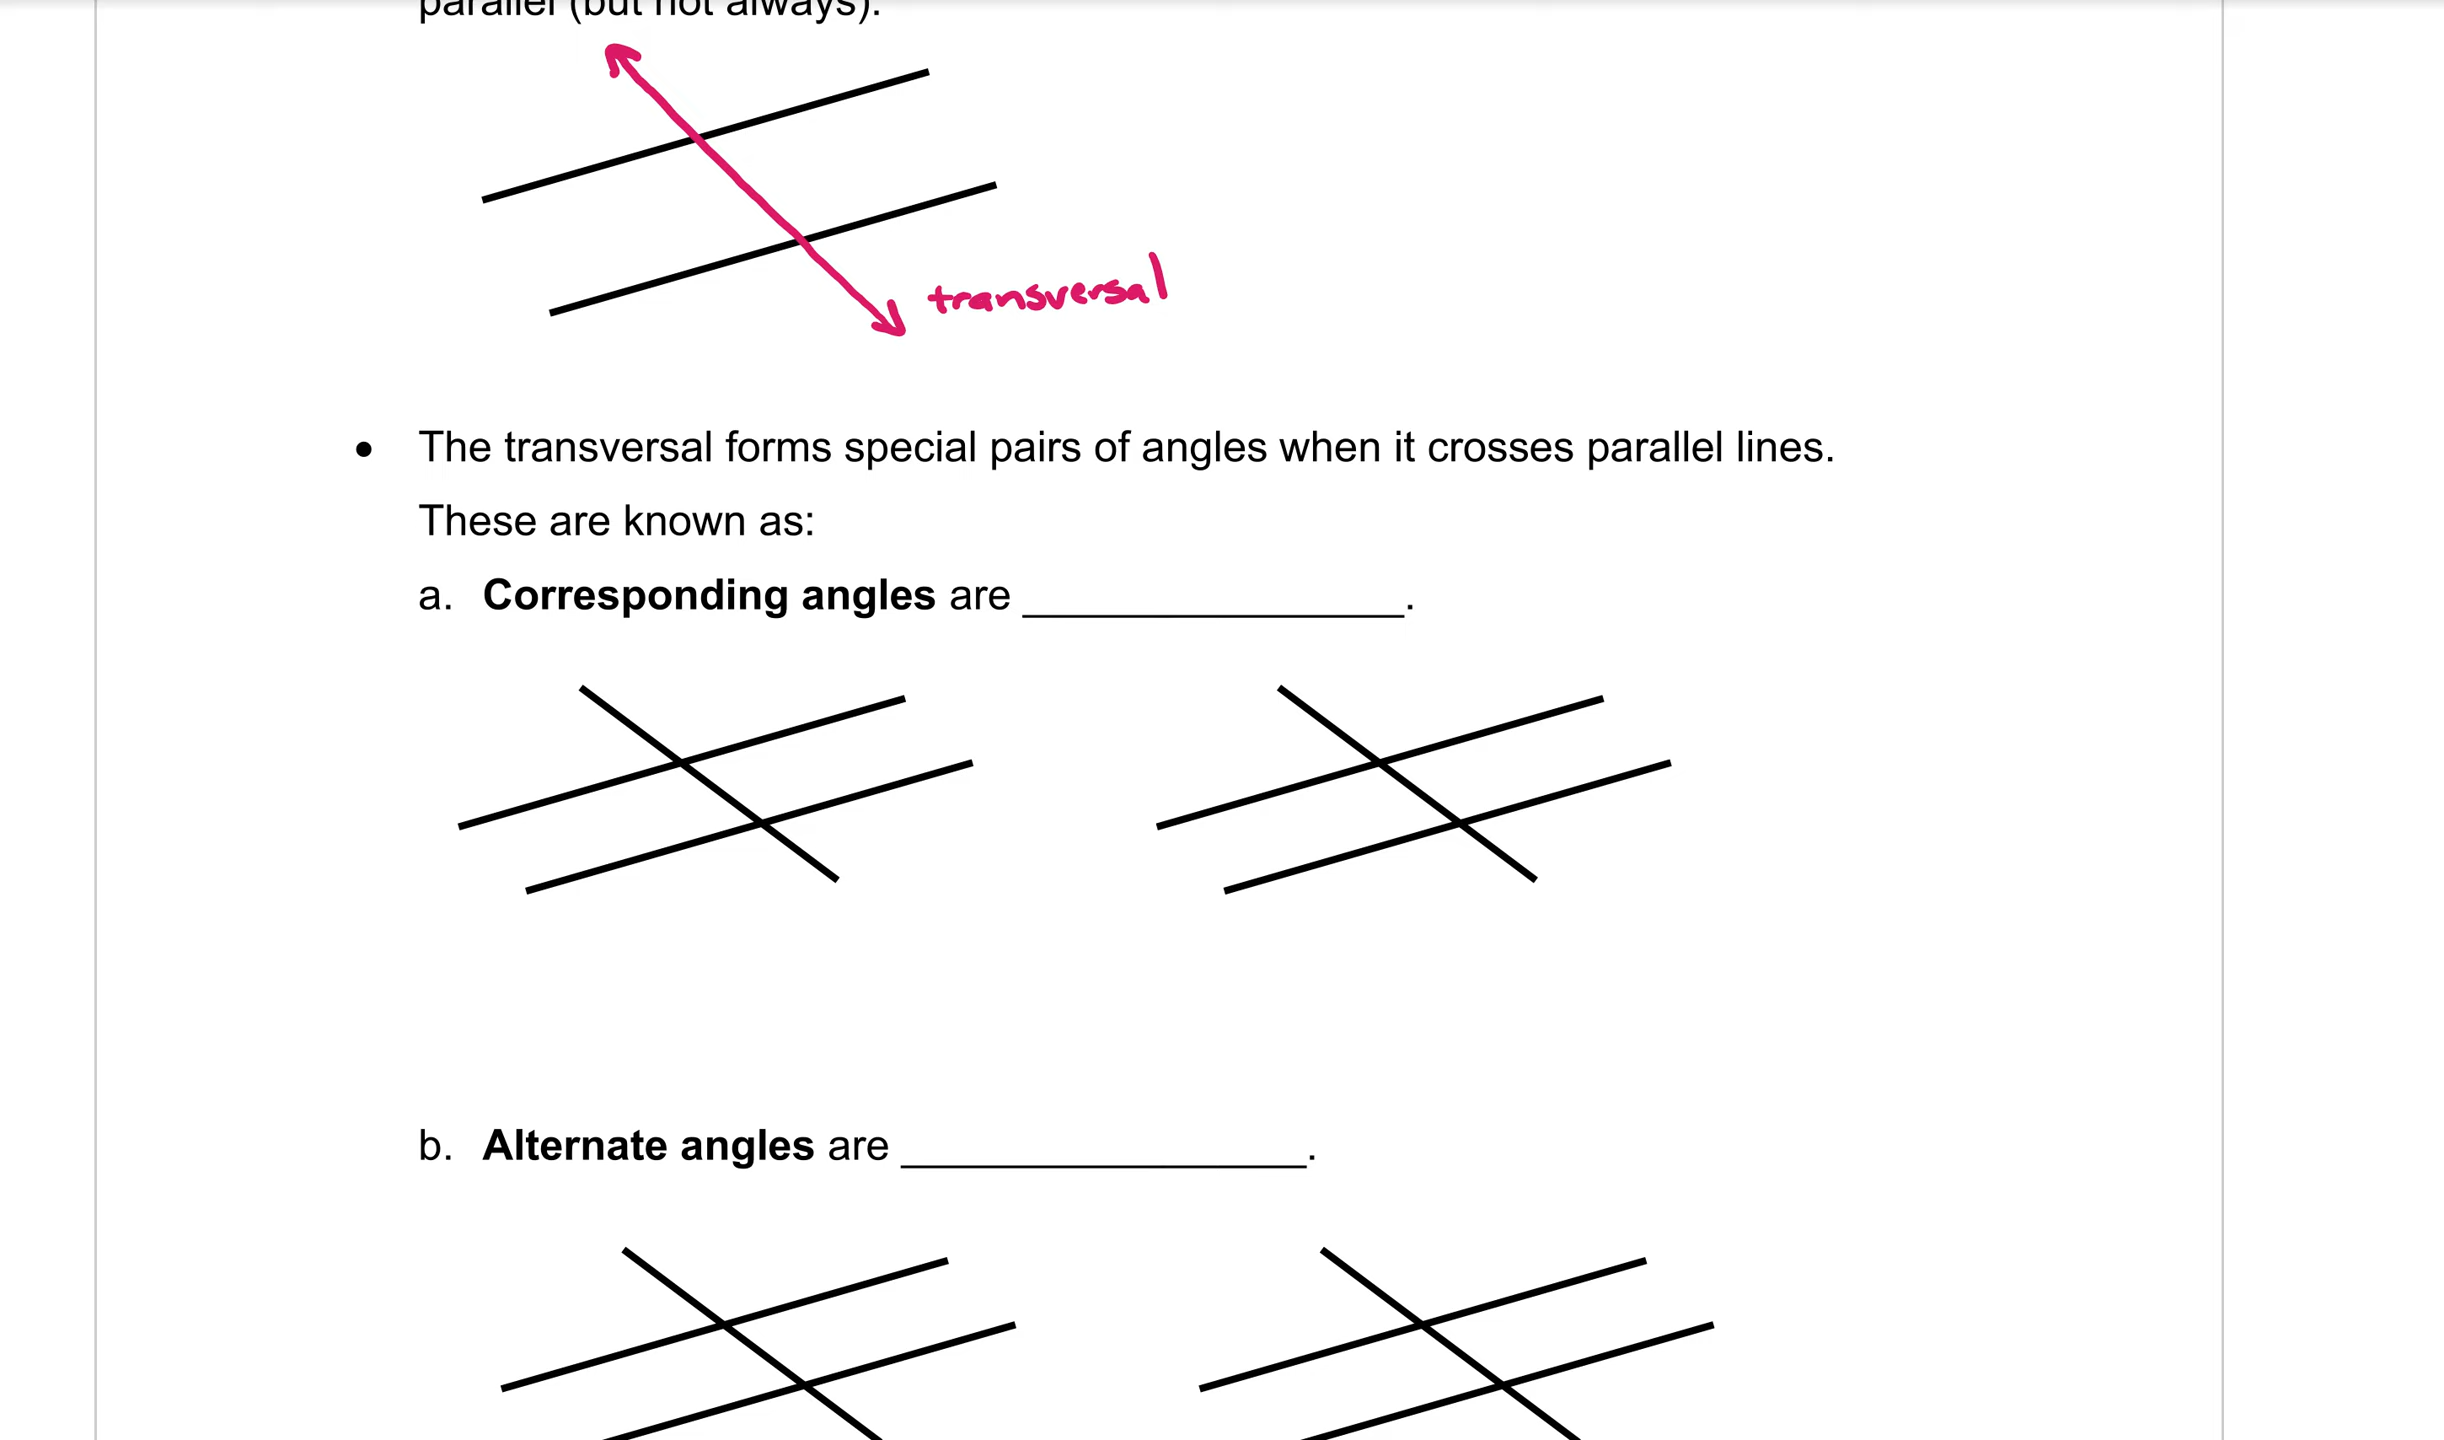 parallel (but not always).
transversal
• The transversal forms special pairs of angles when it crosses parallel lines.
These are known as:
a. Corresponding angles are ________________.
b. Alternate angles are _________________.